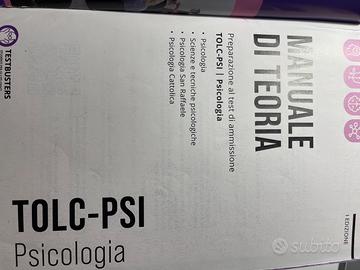 MANUALE
DI TEORIA
Preparazione al test di ammissione
TOLC-PSI | Psicologia
• Psicologia
• Scienze e tecniche psicologiche
• Psicologia San Raffaele
• Psicologia Cattolica
TESTBUSTERS
I EDIZIONE
TOLC-PSI
Psicologia
subito